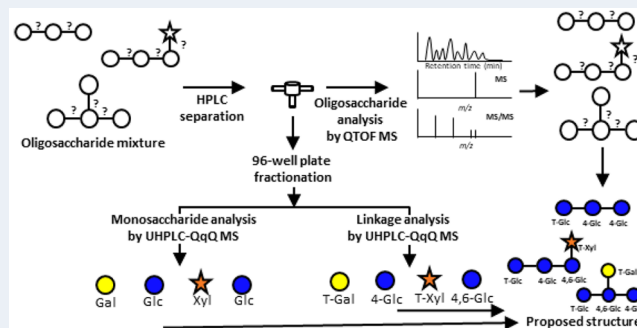 ? ?
?
? ?
?
? ?
Oligosaccharide mixture
HPLC
separation
Oligosaccharide
analysis
by QTOF MS
Retention time (min)
MS
m/z
MS/MS
m/z
? ?
?
? ?
?
? ?
96-well plate
fractionation
Monosaccharide analysis
by UHPLC-QqQ MS
Linkage analysis
by UHPLC-QqQ MS
Gal Glc Xyl Glc
T-Gal 4-Glc T-Xyl 4,6-Glc
T-Glc 4-Glc 4-Glc
T-Xyl
T-Glc 4-Glc 4,6-Glc
T-Gal
T-Glc 4,6-Glc
Proposed structure